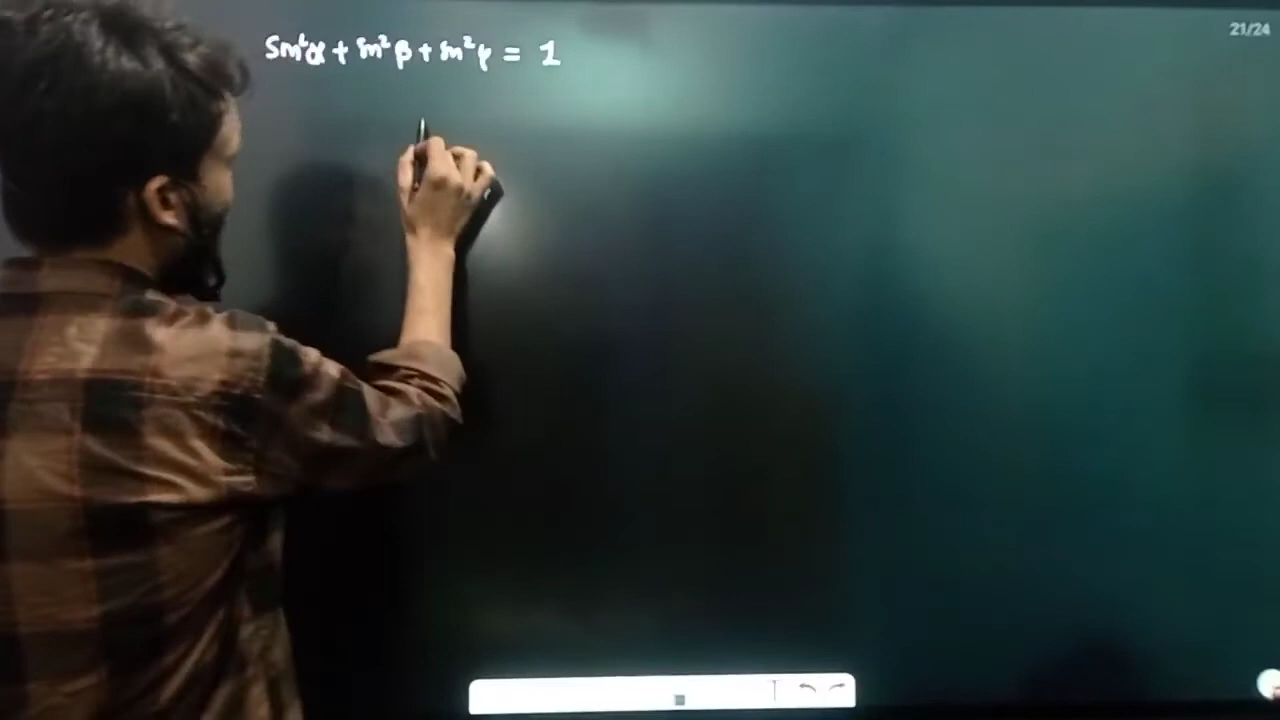 21/24
Sin²α + sin²β + sin²γ = 1